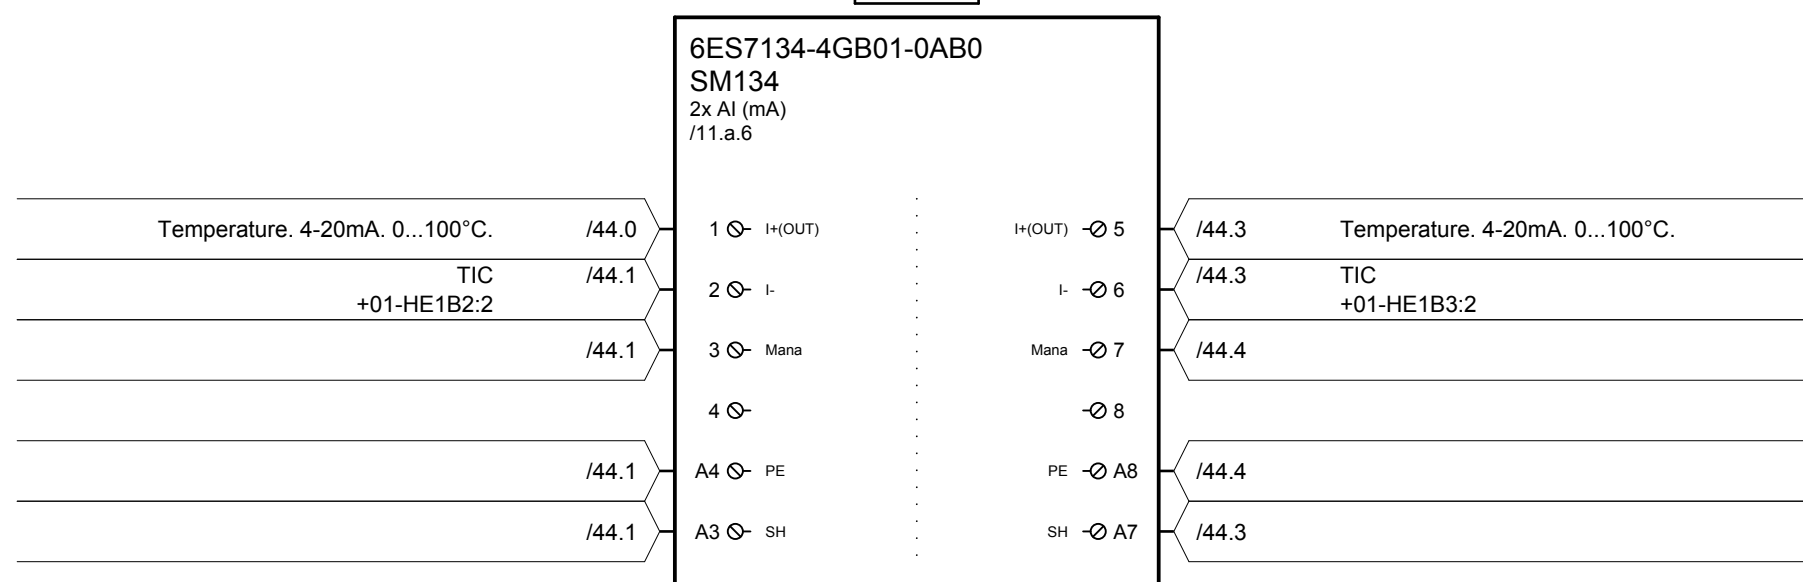 6ES7134-4GB01-0AB0
SM134
2x AI (mA)
/11.a.6
Temperature. 4-20mA. 0...100°C. /44.0 1 I+(OUT) I+(OUT) 5 /44.3 Temperature. 4-20mA. 0...100°C.
TIC /44.1 2 I- I- 6 /44.3 TIC
+01-HE1B2:2 +01-HE1B3:2
/44.1 3 Mana Mana 7 /44.4
4 8
/44.1 A4 PE PE A8 /44.4
/44.1 A3 SH SH A7 /44.3